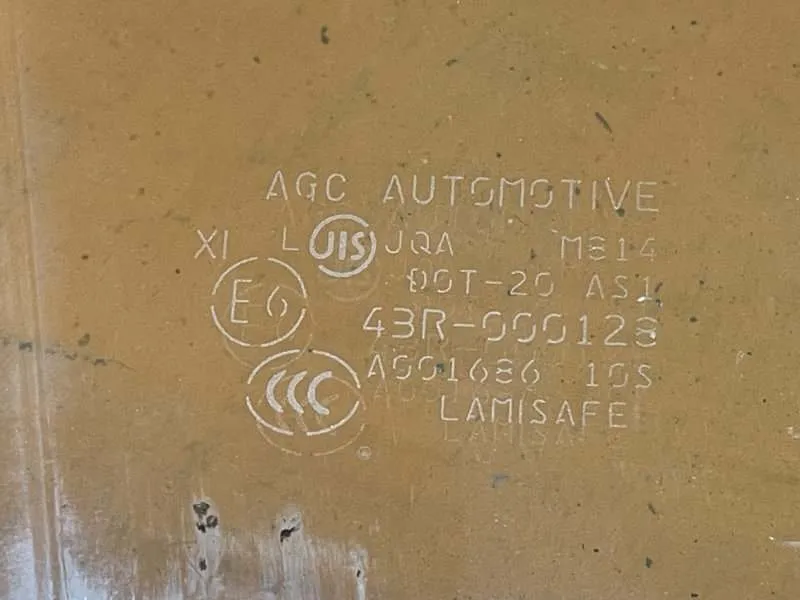 AGC AUTOMOTIVE
XI L JIS JQA M814
DOT-20 AS1
E6 43R-000128
CCC A001686 10S
LAMISAFE ®